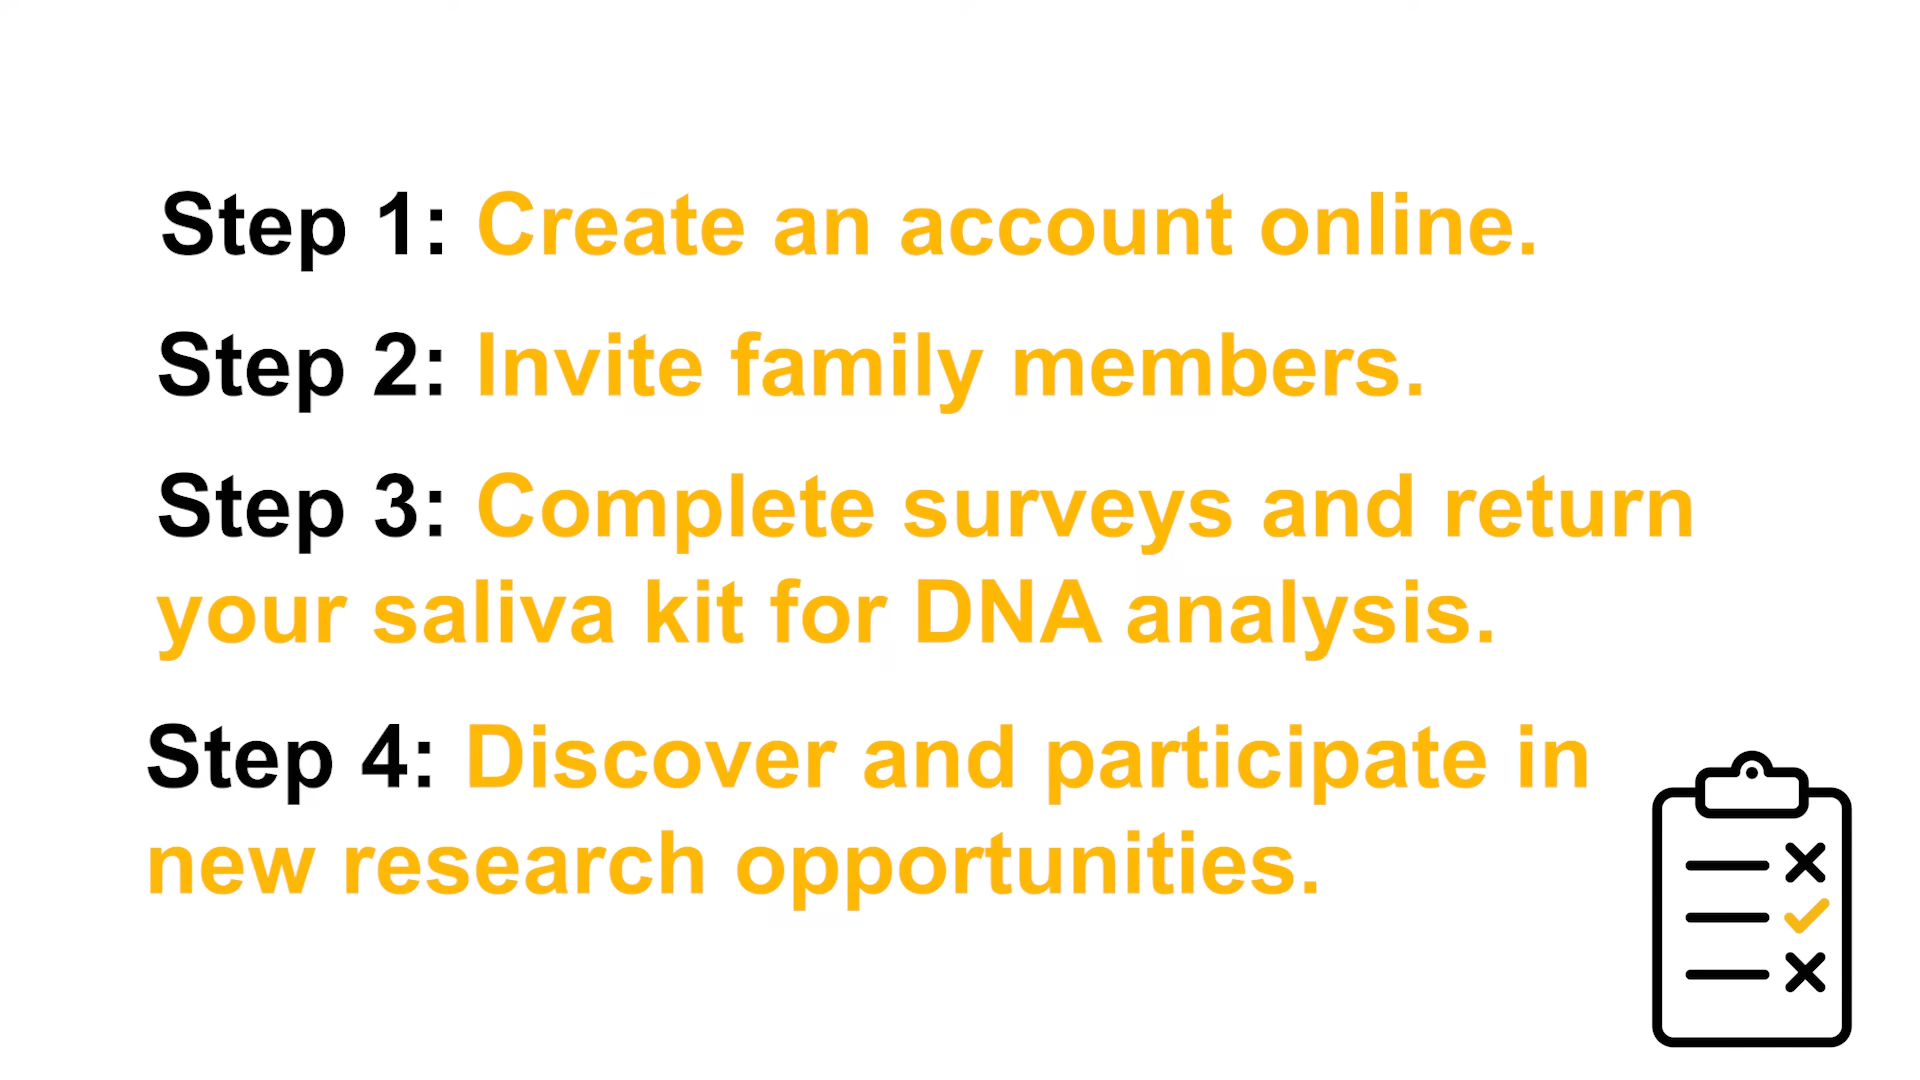 Step 1: Create an account online.
Step 2: Invite family members.
Step 3: Complete surveys and return
your saliva kit for DNA analysis.
Step 4: Discover and participate in
new research opportunities.